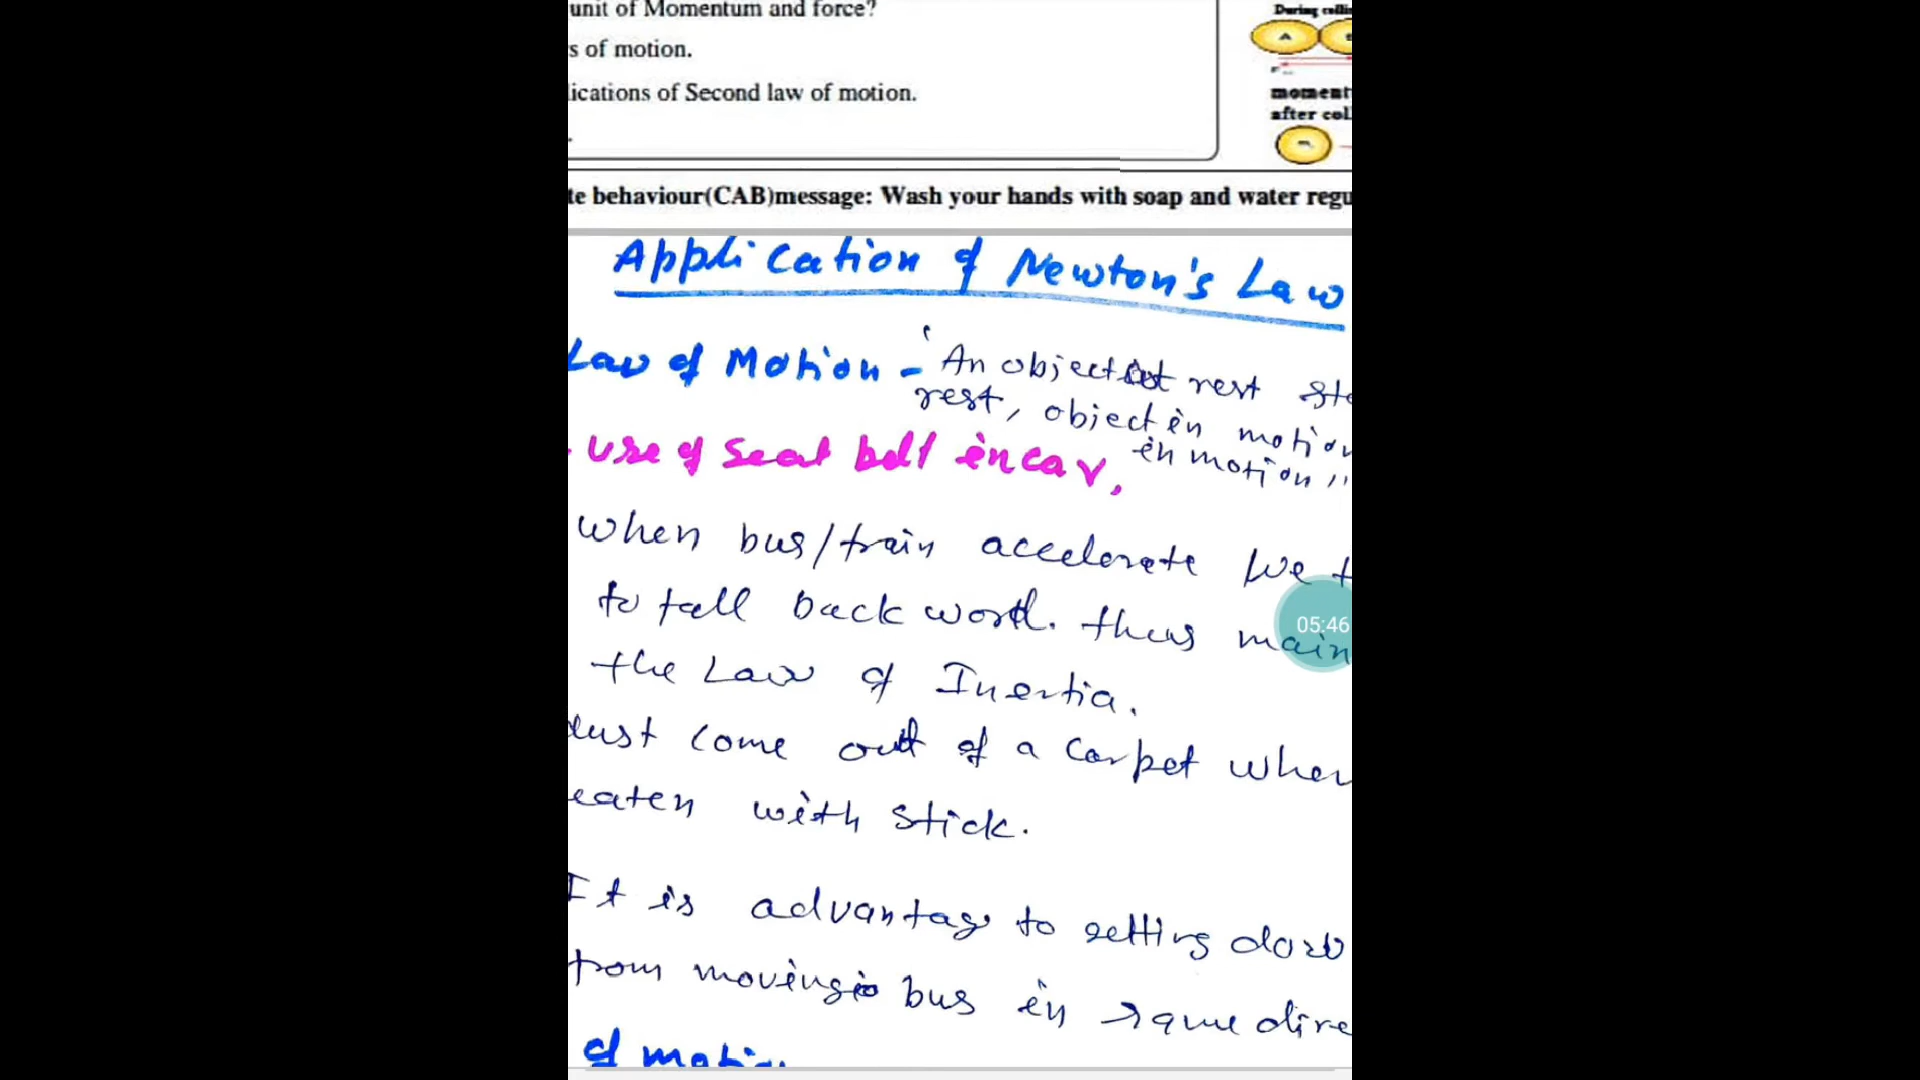 unit of Momentum and force?
s of motion.
ications of Second law of motion.
During colli
A
moment
after col
te behaviour(CAB)message: Wash your hands with soap and water regu
Application of Newton's Law
Law of Motion - 'An object at rest sta
rest, object in motion
in motion"
Use of Seat belt in car,
when bus/train accelerate we t
to fall back word. thus main
05:46
the Law of Inertia.
dust come out of a carpet when
eaten with stick.
It is advantage to getting dow
from moving bus in same dire
of motion